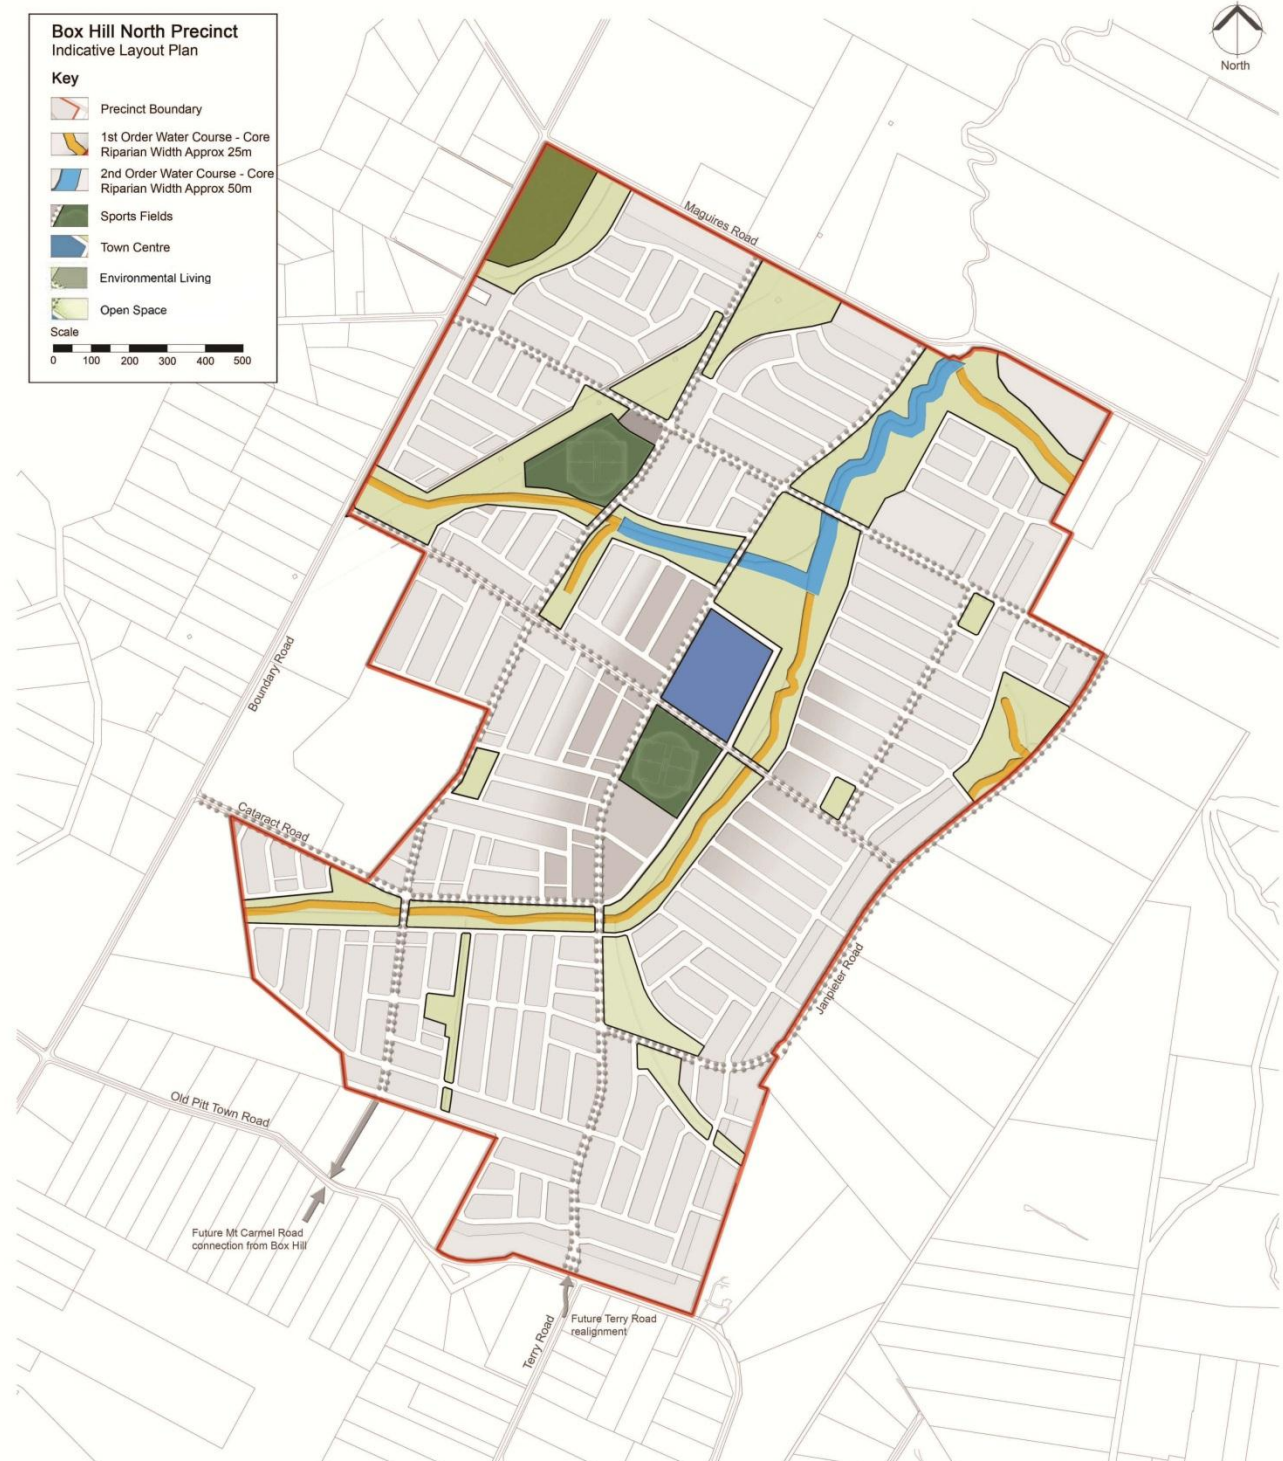 Box Hill North Precinct
Indicative Layout Plan
Key
Precinct Boundary
1st Order Water Course - Core
Riparian Width Approx 25m
2nd Order Water Course - Core
Riparian Width Approx 50m
Sports Fields
Town Centre
Environmental Living
Open Space
Scale
0 100 200 300 400 500
North
Maguires Road
Boundary Road
Cataract Road
Janpieter Road
Old Pitt Town Road
Future Mt Carmel Road
connection from Box Hill
Future Terry Road
realignment
Terry Road